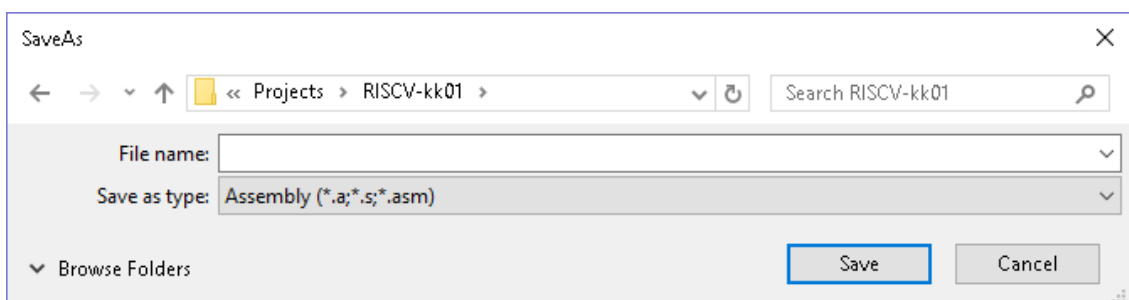 SaveAs
« Projects > RISCV-kk01 > Search RISCV-kk01
File name:
Save as type: Assembly (*.a;*.s;*.asm)
Browse Folders Save Cancel